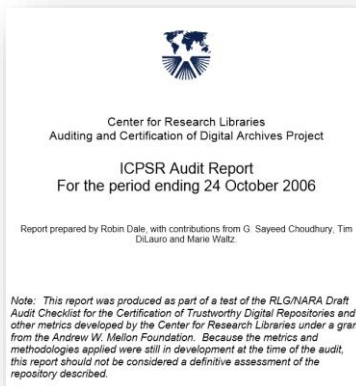 Center for Research Libraries
Auditing and Certification of Digital Archives Project
ICPSR Audit Report
For the period ending 24 October 2006
Report prepared by Robin Dale, with contributions from G. Sayeed Choudhury, Tim
DiLauro and Marie Waltz.
Note: This report was produced as part of a test of the RLG/NARA Draft
Audit Checklist for the Certification of Trustworthy Digital Repositories and
other metrics developed by the Center for Research Libraries under a
from the Andrew W. Mellon Foundation. Because the metrics and
methodologies applied were still in development at the time of the audit,
this report should not be considered a definitive assessment of the
repository described.